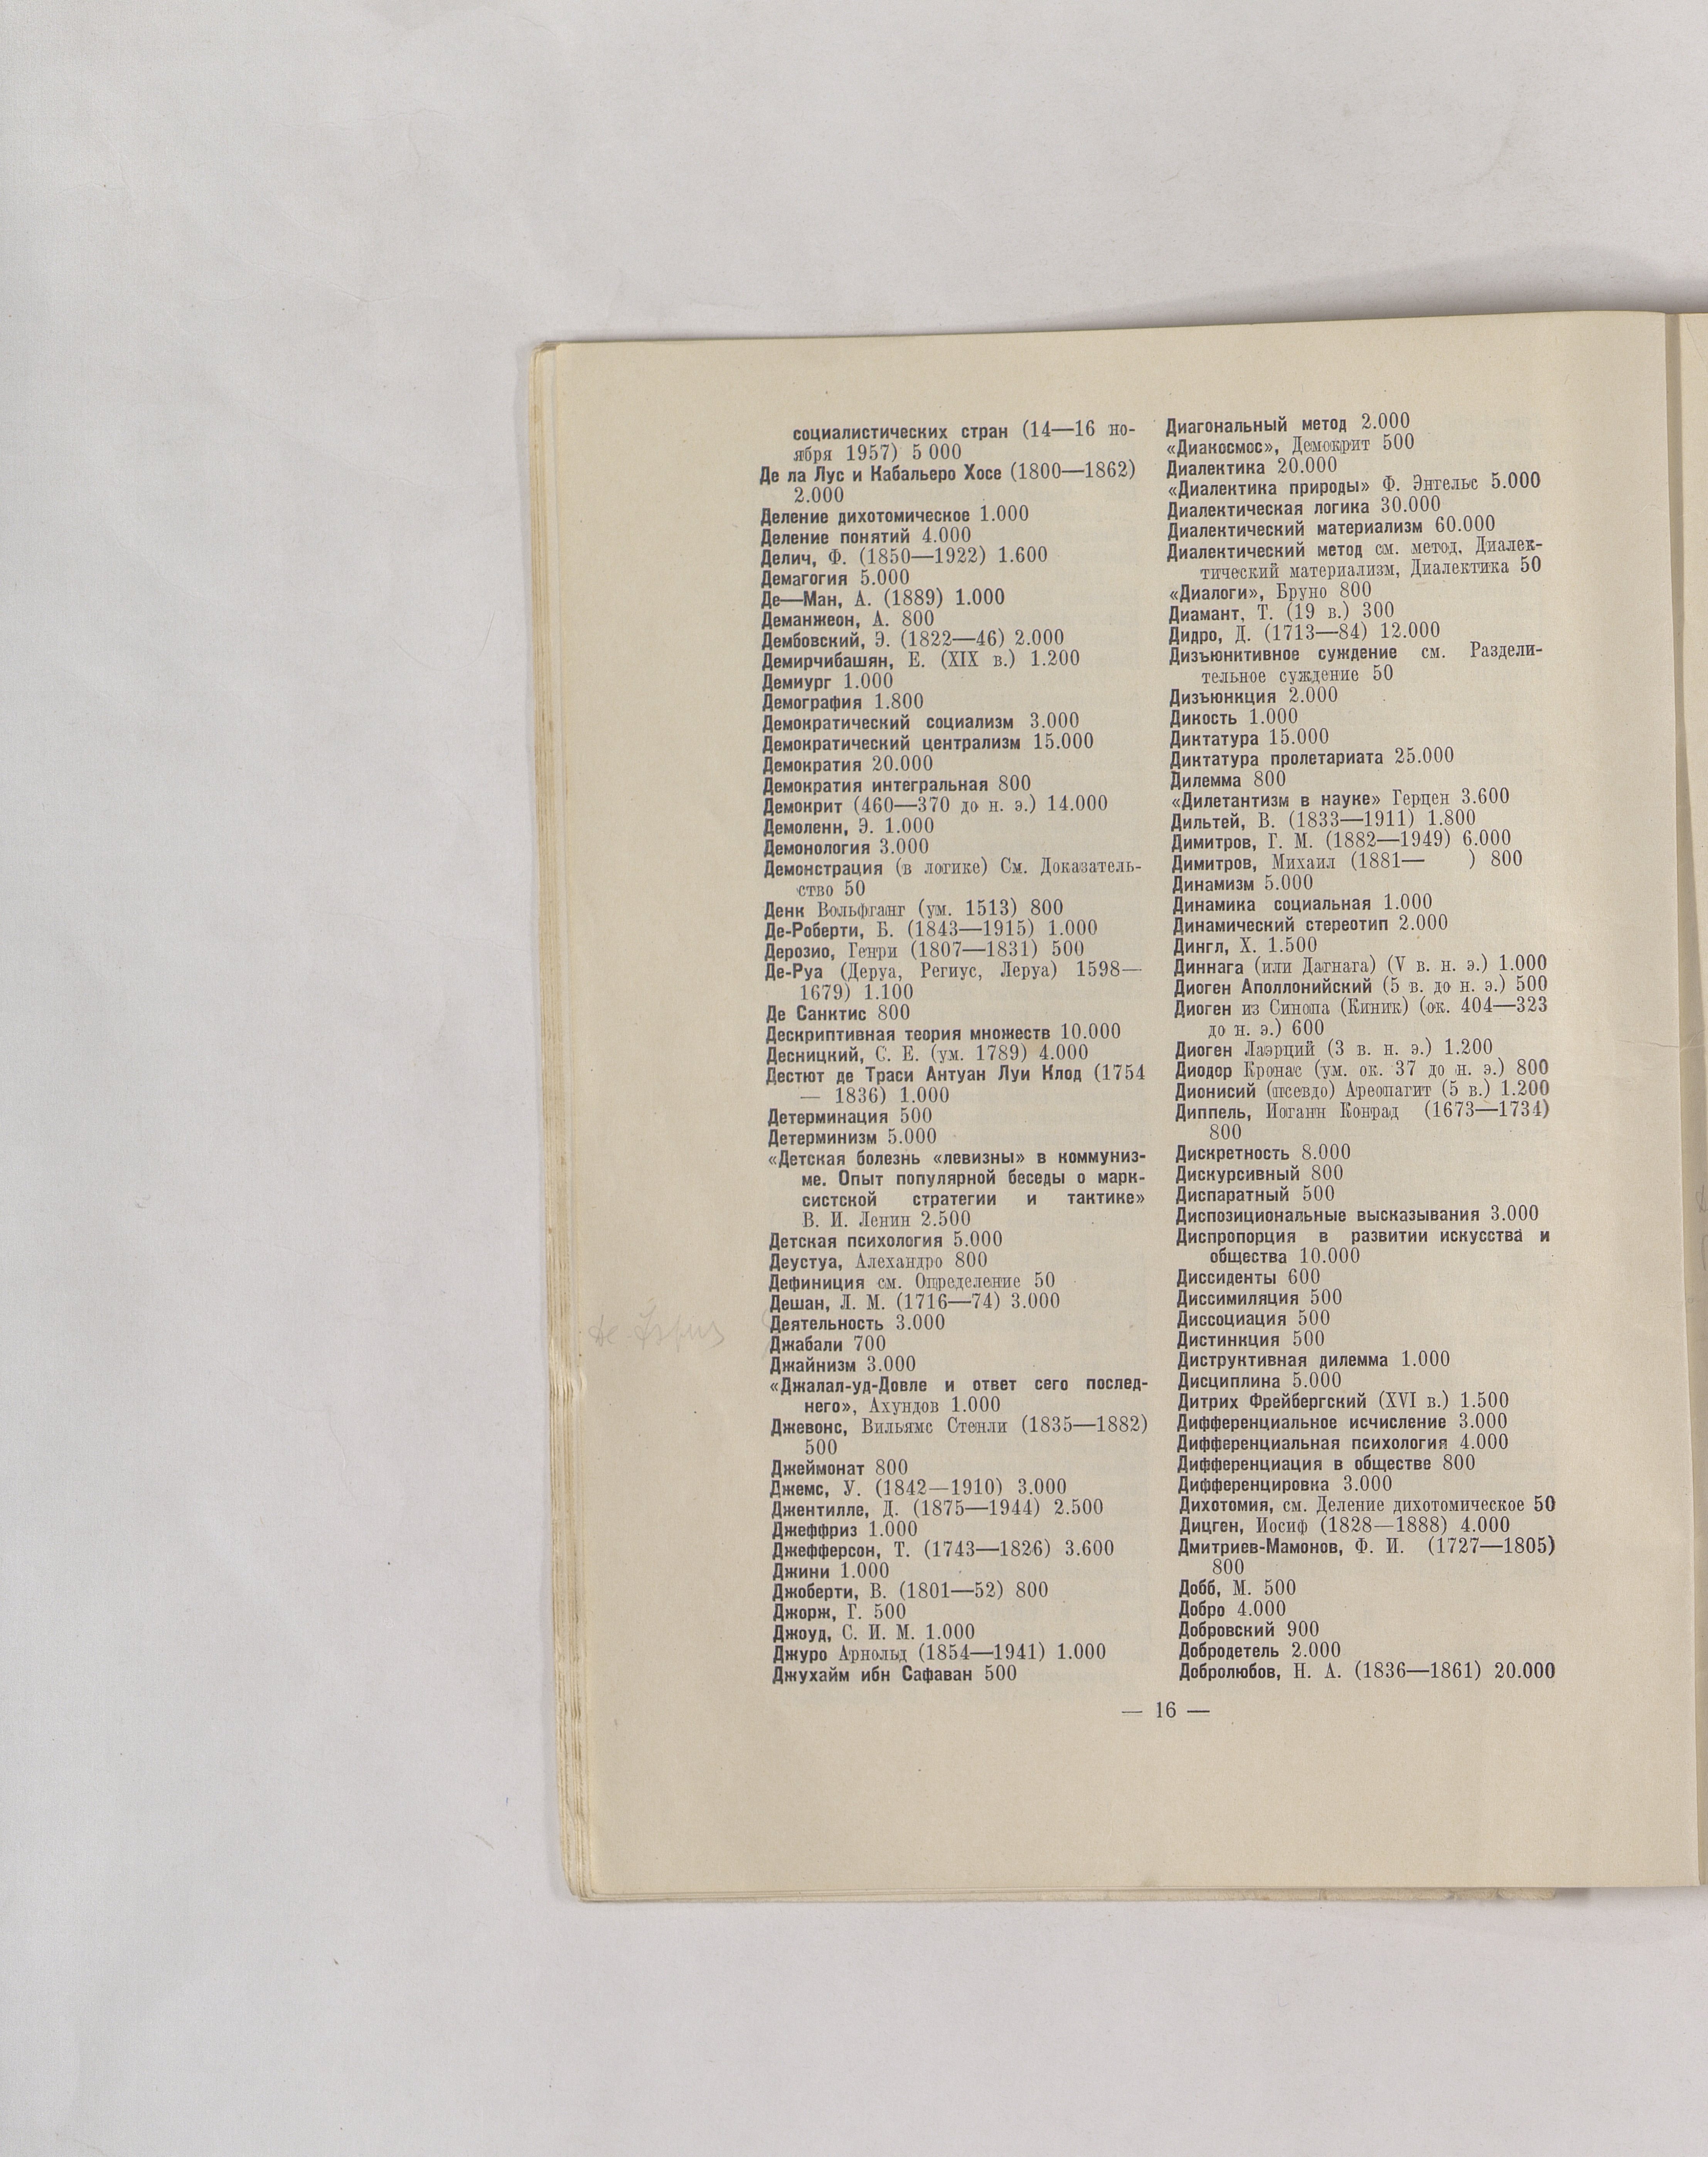 социалистических стран (14—16 но-
ября 1957) 5 000
Де ла Лус и Кабальеро Хосе (1800—1862)
2.000
Деление дихотомическое 1.000
Деление понятий 4.000
Делич, Ф. (1850—1922) 1.600
Демагогия 5.000
Де—Ман, А. (1889) 1.000
Деманжеон, А. 800
Дембовский, Э. (1822—46) 2.000
Демирчибашян, Е. (XIX в.) 1.200
Демиург 1.000
Демография 1.800
Демократический социализм 3.000
Демократический централизм 15.000
Демократия 20.000
Демократия интегральная 800
Демокрит (460—370 до н. э.) 14.000
Демоленн, Э. 1.000
Демонология 3.000
Демонстрация (в логике) См. Доказатель-
ство 50
Денк Вольфганг (ум. 1513) 800
Де-Роберти, Б. (1843—1915) 1.000
Дерозио, Генри (1807—1831) 500
Де-Руа (Деруа, Региус, Леруа) 1598—
1679) 1.100
Де Санктис 800
Дескриптивная теория множеств 10.000
Десницкий, С. Е. (ум. 1789) 4.000
Дестют де Траси Антуан Луи Клод (1754
— 1836) 1.000
Детерминация 500
Детерминизм 5.000
«Детская болезнь «левизны» в коммуниз-
ме. Опыт популярной беседы о марк-
систской стратегии и тактике»
В. И. Ленин 2.500
Детская психология 5.000
Деустуа, Алехандро 800
Дефиниция см. Определение 50
Дешан, Л. М. (1716—74) 3.000
Деятельность 3.000
Джабали 700
Джайнизм 3.000
«Джалал-уд-Довле и ответ сего послед-
него», Ахундов 1.000
Джевонс, Вильямс Стенли (1835—1882)
500
Джеймонат 800
Джемс, У. (1842—1910) 3.000
Джентилле, Д. (1875—1944) 2.500
Джеффриз 1.000
Джефферсон, Т. (1743—1826) 3.600
Джини 1.000
Джоберти, В. (1801—52) 800
Джорж, Г. 500
Джоуд, С. И. М. 1.000
Джуро Арнольд (1854—1941) 1.000
Джухайм ибн Сафаван 500
Диагональный метод 2.000
«Диакосмос», Демокрит 500
Диалектика 20.000
«Диалектика природы» Ф. Энгельс 5.000
Диалектическая логика 30.000
Диалектический материализм 60.000
Диалектический метод см. метод, Диалек-
тический материализм, Диалектика 50
«Диалоги», Бруно 800
Диамант, Т. (19 в.) 300
Дидро, Д. (1713—84) 12.000
Дизъюнктивное суждение см. Раздели-
тельное суждение 50
Дизъюнкция 2.000
Дикость 1.000
Диктатура 15.000
Диктатура пролетариата 25.000
Дилемма 800
«Дилетантизм в науке» Герцен 3.600
Дильтей, В. (1833—1911) 1.800
Димитров, Г. М. (1882—1949) 6.000
Димитров, Михаил (1881— ) 800
Динамизм 5.000
Динамика социальная 1.000
Динамический стереотип 2.000
Дингл, Х. 1.500
Диннага (или Дагнага) (V в. н. э.) 1.000
Диоген Аполлонийский (5 в. до н. э.) 500
Диоген из Синопа (Киник) (ок. 404—323
до н. э.) 600
Диоген Лаэрций (3 в. н. э.) 1.200
Диодор Кронас (ум. ок. 37 до н. э.) 800
Дионисий (псевдо) Ареопагит (5 в.) 1.200
Диппель, Иоганн Конрад (1673—1734)
800
Дискретность 8.000
Дискурсивный 800
Диспаратный 500
Диспозициональные высказывания 3.000
Диспропорция в развитии искусства и
общества 10.000
Диссиденты 600
Диссимиляция 500
Диссоциация 500
Дистинкция 500
Диструктивная дилемма 1.000
Дисциплина 5.000
Дитрих Фрейбергский (XVI в.) 1.500
Дифференциальное исчисление 3.000
Дифференциальная психология 4.000
Дифференциация в обществе 800
Дифференцировка 3.000
Дихотомия, см. Деление дихотомическое 50
Дицген, Иосиф (1828—1888) 4.000
Дмитриев-Мамонов, Ф. И. (1727—1805)
800
Добб, М. 500
Добро 4.000
Добровский 900
Добродетель 2.000
Добролюбов, Н. А. (1836—1861) 20.000
— 16 —